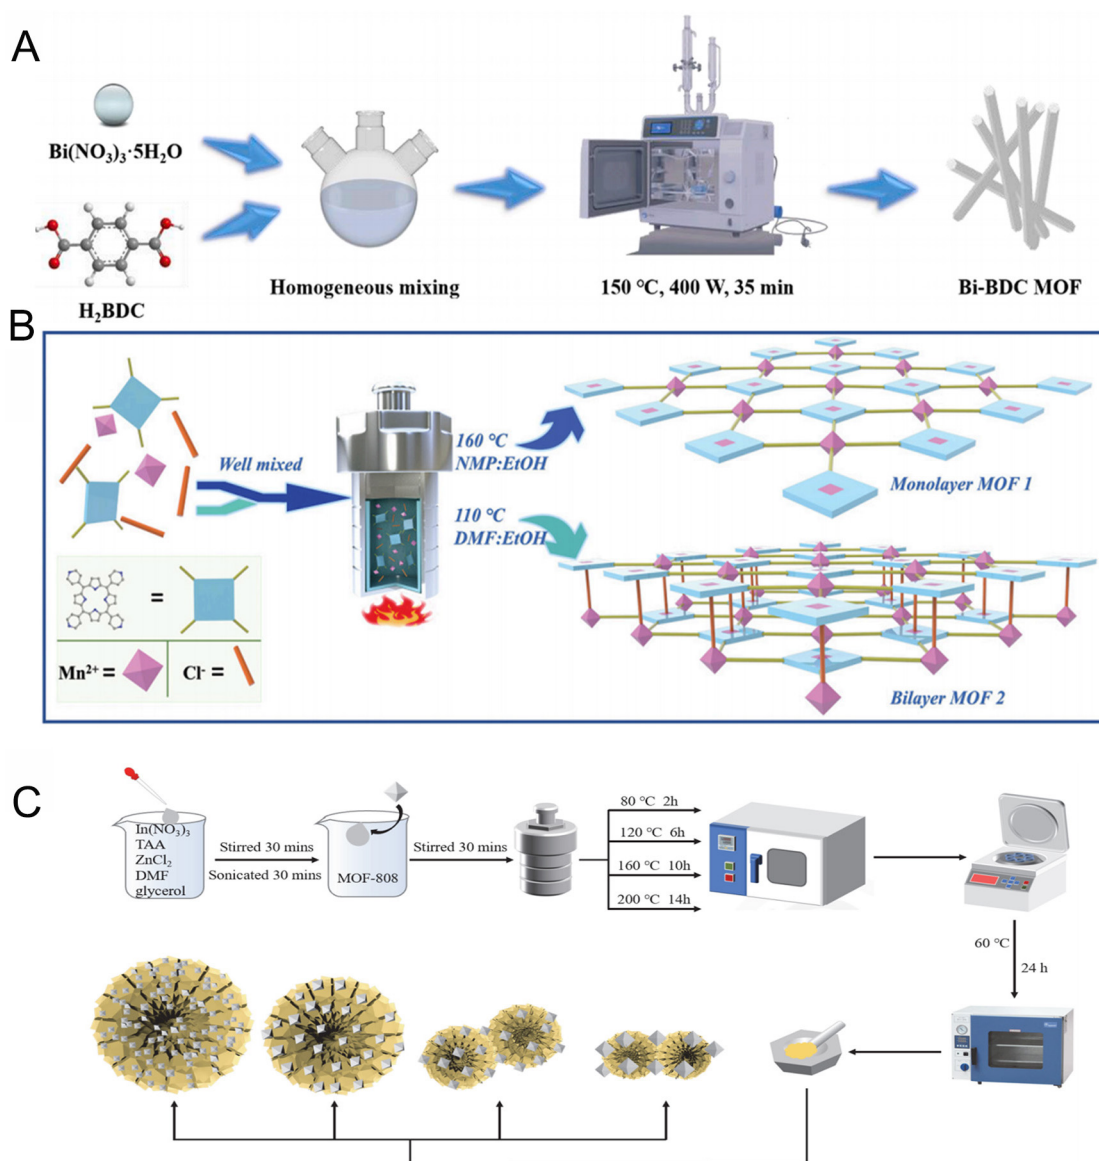 A
Bi(NO₃)₃·5H₂O
H₂BDC
Homogeneous mixing
150 ℃, 400 W, 35 min
Bi-BDC MOF
B
Well mixed
160 ℃
NMP:EtOH
110 ℃
DMF:EtOH
Monolayer MOF 1
Bilayer MOF 2
=
Mn²⁺ =
Cl⁻ =
C
In(NO₃)₃
TAA
ZnCl₂
DMF
glycerol
Stirred 30 mins
Sonicated 30 mins
MOF-808
Stirred 30 mins
80 ℃ 2h
120 ℃ 6h
160 ℃ 10h
200 ℃ 14h
60 ℃
24 h